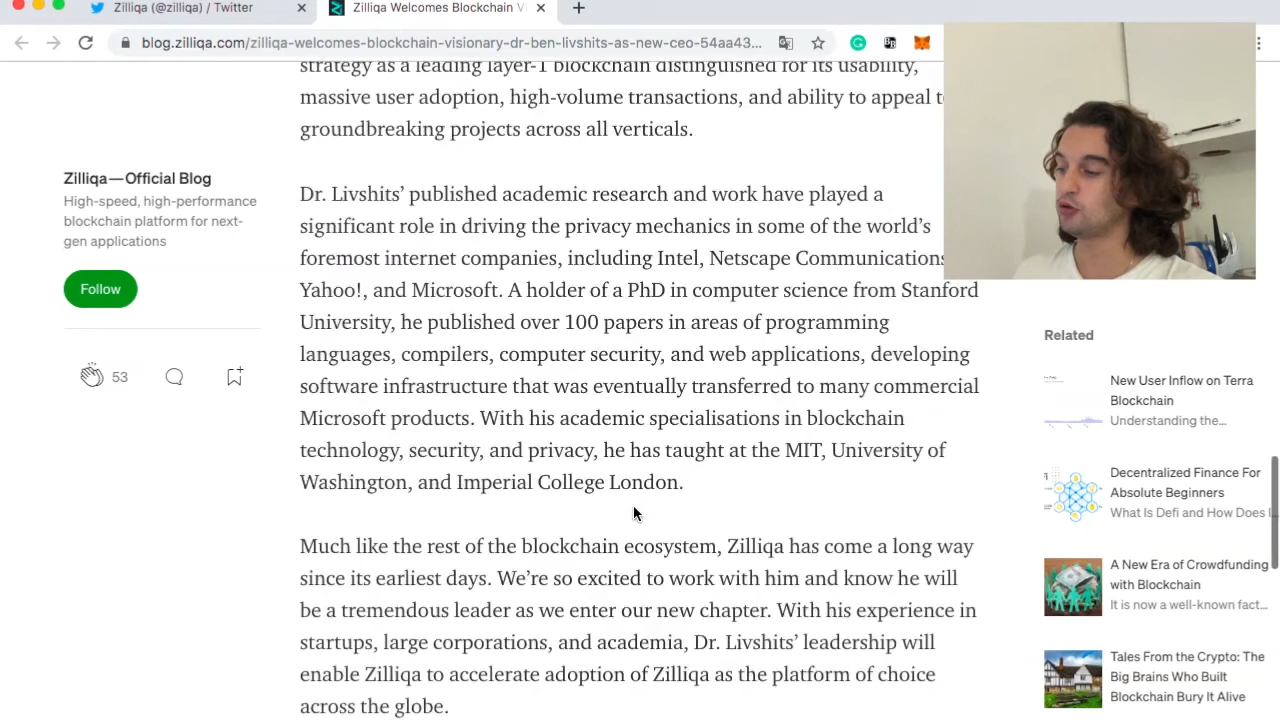 Zilliqa (@zilliqa) / Twitter
Zilliqa Welcomes Blockchain Vi
blog.zilliqa.com/zilliqa-welcomes-blockchain-visionary-dr-ben-livshits-as-new-ceo-54aa43...
strategy as a leading layer-1 blockchain distinguished for its usability,
massive user adoption, high-volume transactions, and ability to appeal to
groundbreaking projects across all verticals.
Zilliqa—Official Blog
High-speed, high-performance
blockchain platform for next-
gen applications
Follow
53
Dr. Livshits’ published academic research and work have played a
significant role in driving the privacy mechanics in some of the world’s
foremost internet companies, including Intel, Netscape Communications
Yahoo!, and Microsoft. A holder of a PhD in computer science from Stanford
University, he published over 100 papers in areas of programming
languages, compilers, computer security, and web applications, developing
software infrastructure that was eventually transferred to many commercial
Microsoft products. With his academic specialisations in blockchain
technology, security, and privacy, he has taught at the MIT, University of
Washington, and Imperial College London.
Much like the rest of the blockchain ecosystem, Zilliqa has come a long way
since its earliest days. We’re so excited to work with him and know he will
be a tremendous leader as we enter our new chapter. With his experience in
startups, large corporations, and academia, Dr. Livshits’ leadership will
enable Zilliqa to accelerate adoption of Zilliqa as the platform of choice
across the globe.
Related
New User Inflow on Terra
Blockchain
Understanding the...
Decentralized Finance For
Absolute Beginners
What Is Defi and How Does I
A New Era of Crowdfunding
with Blockchain
It is now a well-known fact...
Tales From the Crypto: The
Big Brains Who Built
Blockchain Bury It Alive